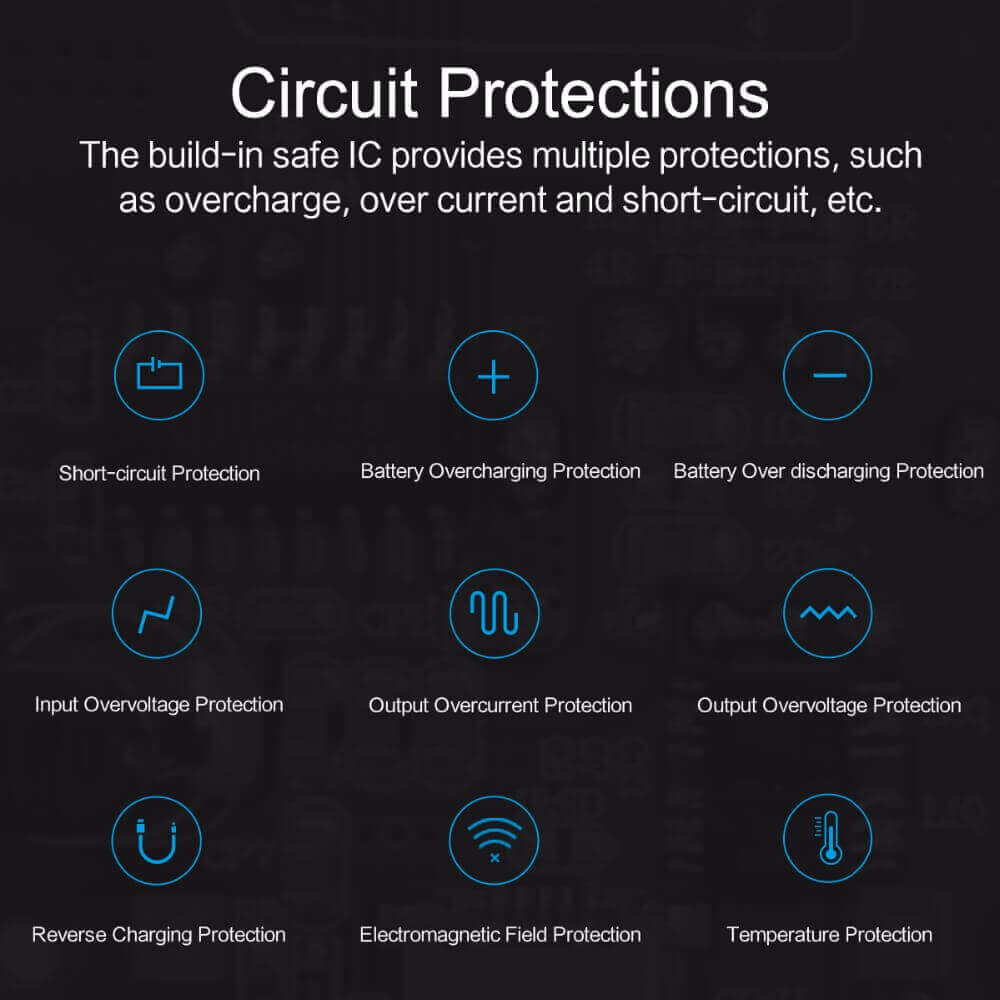 Circuit Protections
The build-in safe IC provides multiple protections, such
as overcharge, over current and short-circuit, etc.
Short-circuit Protection
Battery Overcharging Protection
Battery Over discharging Protection
Input Overvoltage Protection
Output Overcurrent Protection
Output Overvoltage Protection
Reverse Charging Protection
Electromagnetic Field Protection
Temperature Protection